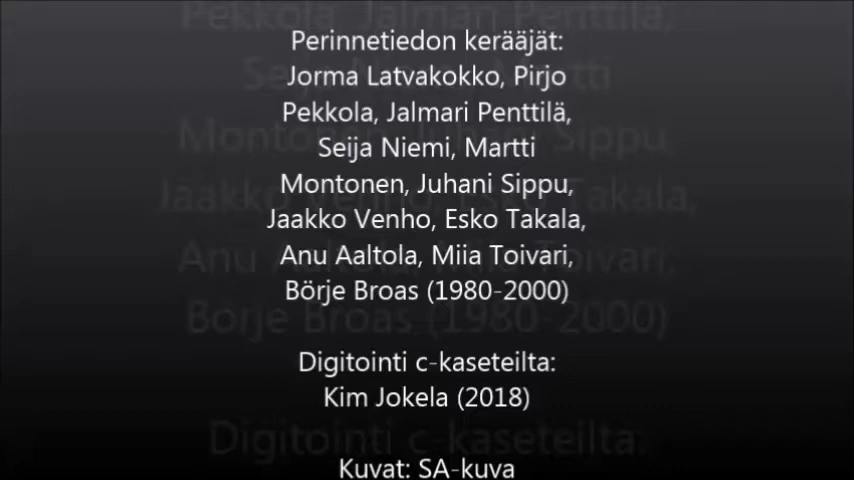 Perinnetiedon kerääjät:
Jorma Latvakokko, Pirjo
Pekkola, Jalmari Penttilä,
Seija Niemi, Martti
Montonen, Juhani Sippu,
Jaakko Venho, Esko Takala,
Anu Aaltola, Miia Toivari,
Börje Broas (1980-2000)
Digitointi c-kaseteilta:
Kim Jokela (2018)
Kuvat: SA-kuva